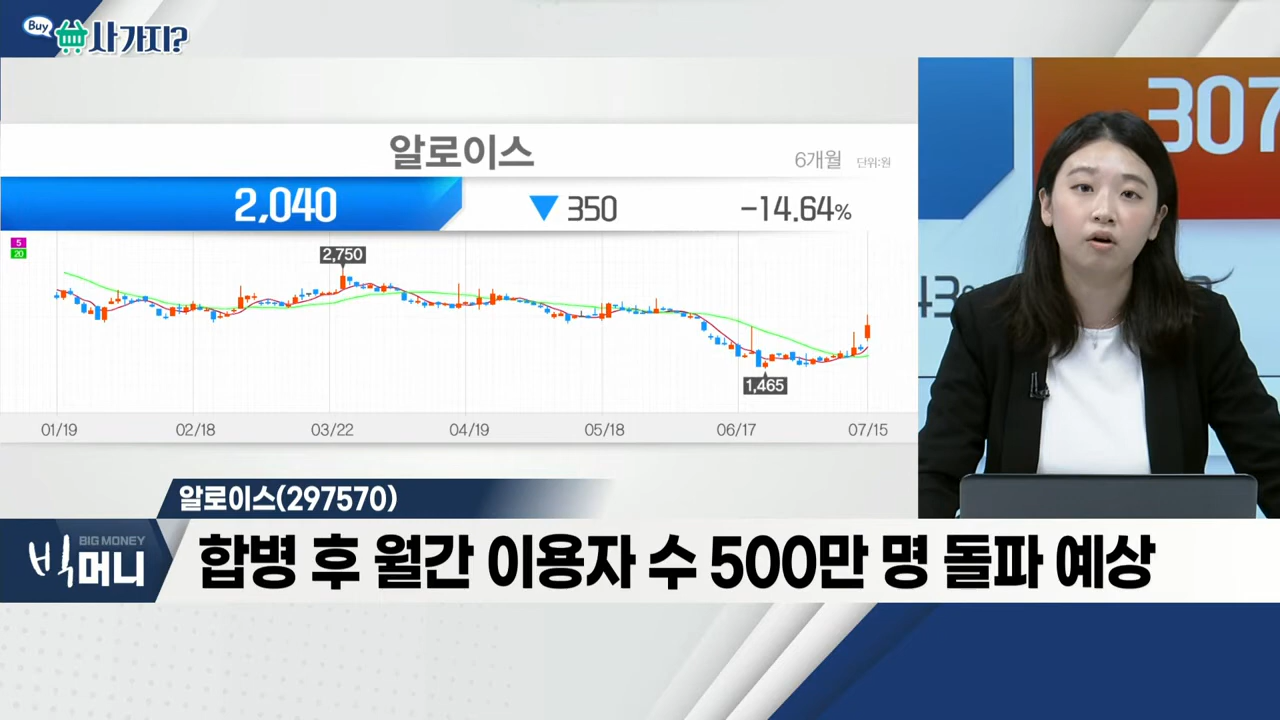 Buy
사가지?
알로이스
6개월 단위:원
2,040 ▼ 350 -14.64%
5
20
2,750
1,465
01/19 02/18 03/22 04/19 05/18 06/17 07/15
307
43
알로이스(297570)
BIG MONEY
빅머니
합병 후 월간 이용자 수 500만 명 돌파 예상